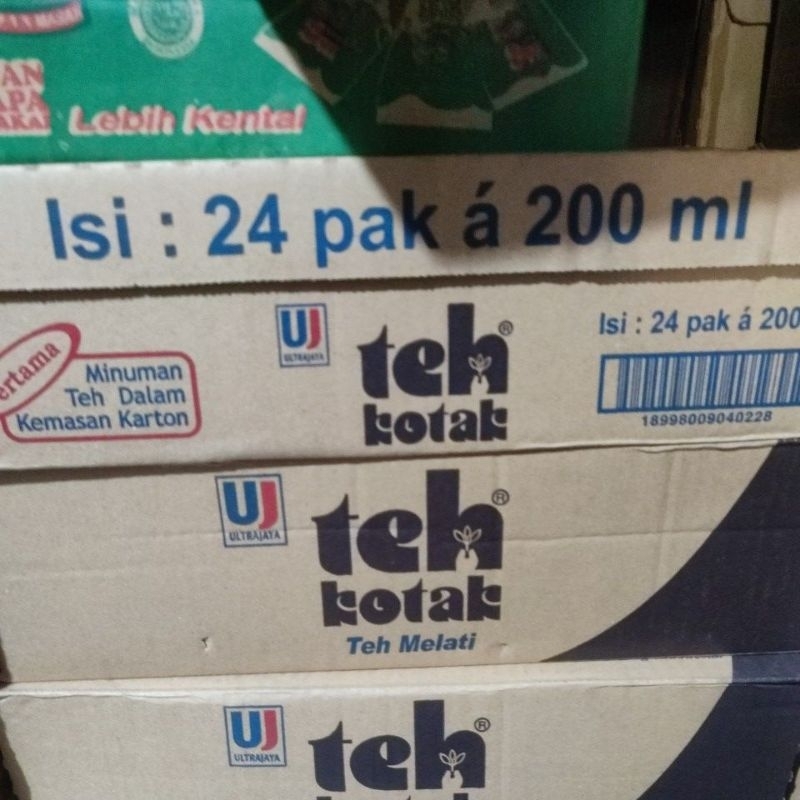 Lebih Kental
Isi : 24 pak á 200 ml
UJ
ULTRAJAYA
teh®
kotak
Isi : 24 pak á 200
18998009040228
ertama
Minuman
Teh Dalam
Kemasan Karton
UJ
ULTRAJAYA
teh®
kotak
Teh Melati
UJ
ULTRAJAYA
teh®